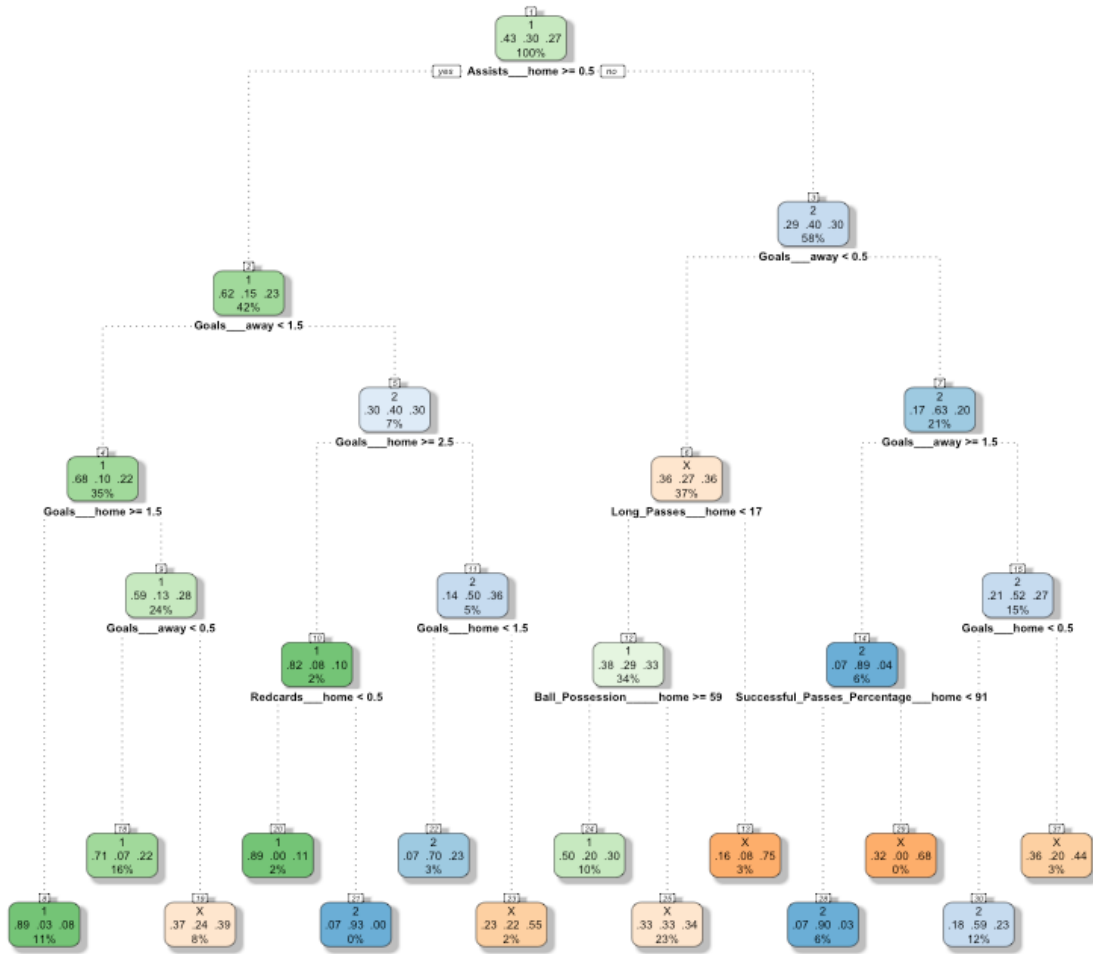 1
1
.43 .30 .27
100%
yes Assists___home >= 0.5 no
3
2
.29 .40 .30
58%
Goals___away < 0.5
2
1
.62 .15 .23
42%
Goals___away < 1.5
5
2
.30 .40 .30
7%
Goals___home >= 2.5
7
2
.17 .63 .20
21%
Goals___away >= 1.5
4
1
.68 .10 .22
35%
Goals___home >= 1.5
6
X
.36 .27 .36
37%
Long_Passes___home < 17
9
1
.59 .13 .28
24%
Goals___away < 0.5
11
2
.14 .50 .36
5%
Goals___home < 1.5
15
2
.21 .52 .27
15%
Goals___home < 0.5
10
1
.82 .08 .10
2%
Redcards___home < 0.5
12
1
.38 .29 .33
34%
Ball_Possession_____home >= 59
14
2
.07 .89 .04
6%
Successful_Passes_Percentage___home < 91
18
1
.71 .07 .22
16%
20
1
.89 .00 .11
2%
22
2
.07 .70 .23
3%
24
1
.50 .20 .30
10%
13
X
.16 .08 .75
3%
29
X
.32 .00 .68
0%
31
X
.36 .20 .44
3%
8
1
.89 .03 .08
11%
19
X
.37 .24 .39
8%
21
2
.07 .93 .00
0%
23
X
.23 .22 .55
2%
25
X
.33 .33 .34
23%
28
2
.07 .90 .03
6%
30
2
.18 .59 .23
12%